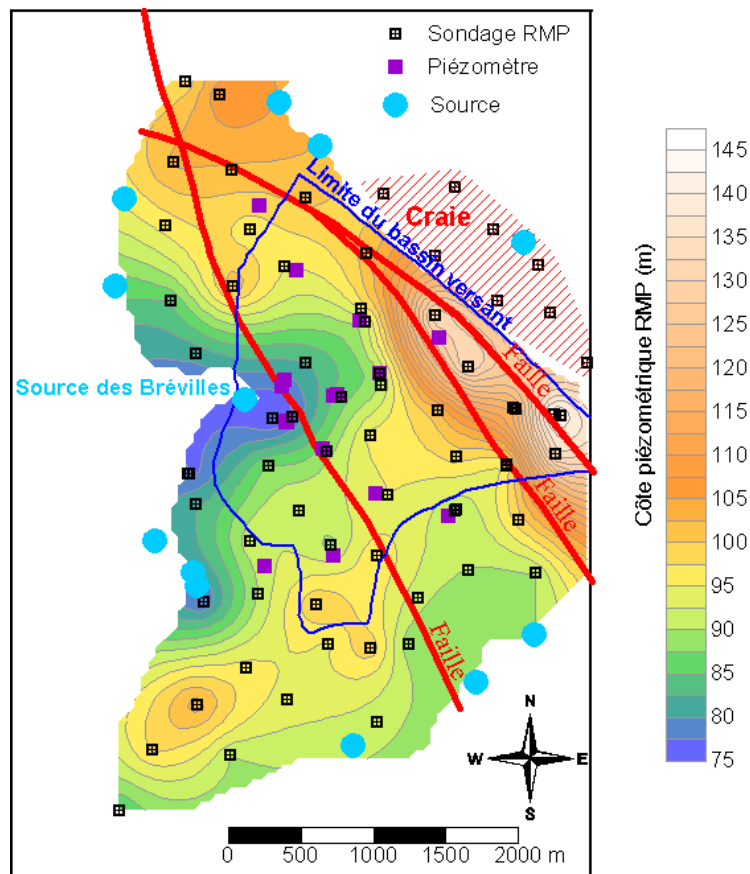 Sondage RMP
Piézomètre
Source
Limite du bassin versant
Craie
Source des Brévilles
Faille
Faille
Faille
Côte piézométrique RMP (m)
145
140
135
130
125
120
115
110
105
100
95
90
85
80
75
N
W
E
S
0
500
1000
1500
2000 m